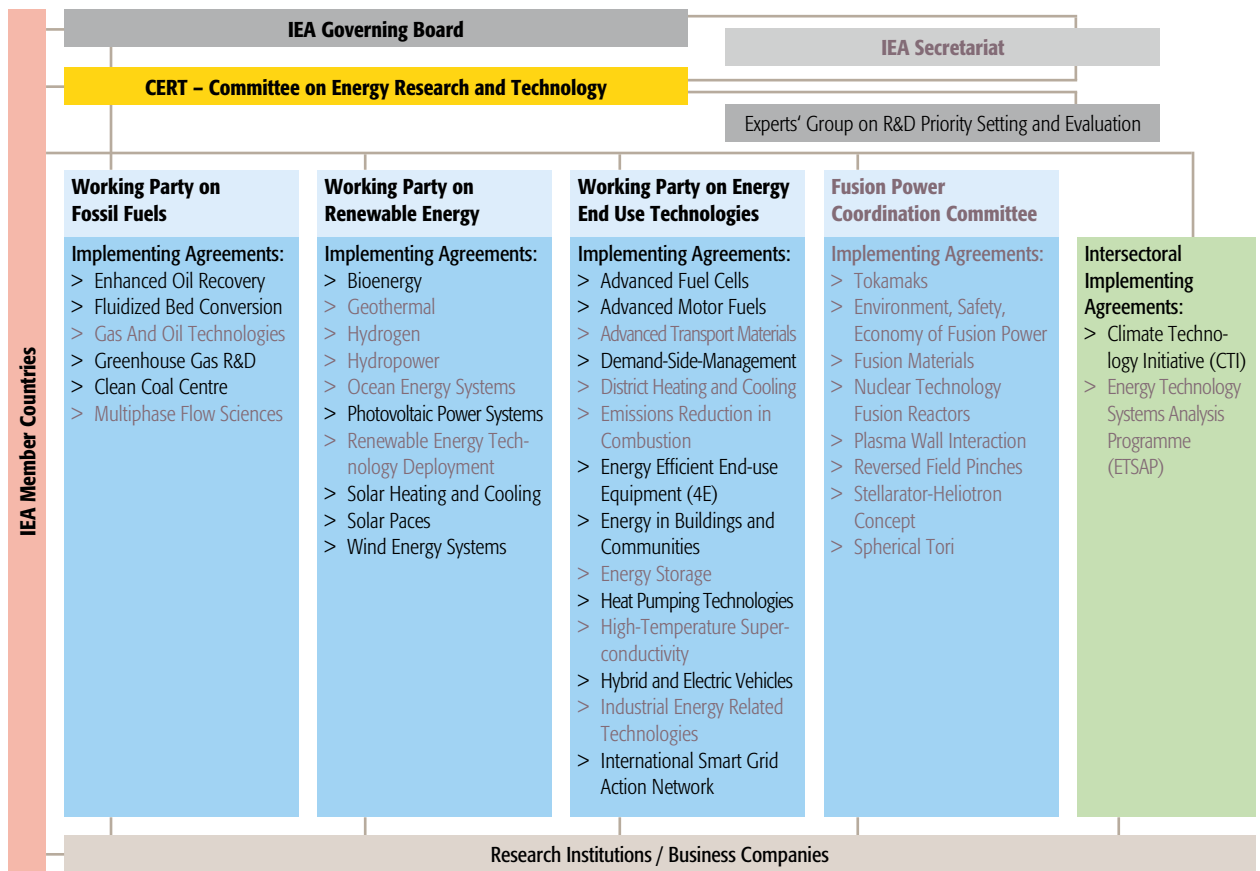 IEA Member Countries
IEA Governing Board
IEA Secretariat
CERT – Committee on Energy Research and Technology
Experts‘ Group on R&D Priority Setting and Evaluation
Working Party on
Fossil Fuels
Implementing Agreements:
> Enhanced Oil Recovery
> Fluidized Bed Conversion
> Gas And Oil Technologies
> Greenhouse Gas R&D
> Clean Coal Centre
> Multiphase Flow Sciences
Working Party on
Renewable Energy
Implementing Agreements:
> Bioenergy
> Geothermal
> Hydrogen
> Hydropower
> Ocean Energy Systems
> Photovoltaic Power Systems
> Renewable Energy Tech-
nology Deployment
> Solar Heating and Cooling
> Solar Paces
> Wind Energy Systems
Working Party on Energy
End Use Technologies
Implementing Agreements:
> Advanced Fuel Cells
> Advanced Motor Fuels
> Advanced Transport Materials
> Demand-Side-Management
> District Heating and Cooling
> Emissions Reduction in
Combustion
> Energy Efficient End-use
Equipment (4E)
> Energy in Buildings and
Communities
> Energy Storage
> Heat Pumping Technologies
> High-Temperature Super-
conductivity
> Hybrid and Electric Vehicles
> Industrial Energy Related
Technologies
> International Smart Grid
Action Network
Fusion Power
Coordination Committee
Implementing Agreements:
> Tokamaks
> Environment, Safety,
Economy of Fusion Power
> Fusion Materials
> Nuclear Technology
Fusion Reactors
> Plasma Wall Interaction
> Reversed Field Pinches
> Stellarator-Heliotron
Concept
> Spherical Tori
Intersectoral
Implementing
Agreements:
> Climate Techno-
logy Initiative (CTI)
> Energy Technology
Systems Analysis
Programme
(ETSAP)
Research Institutions / Business Companies